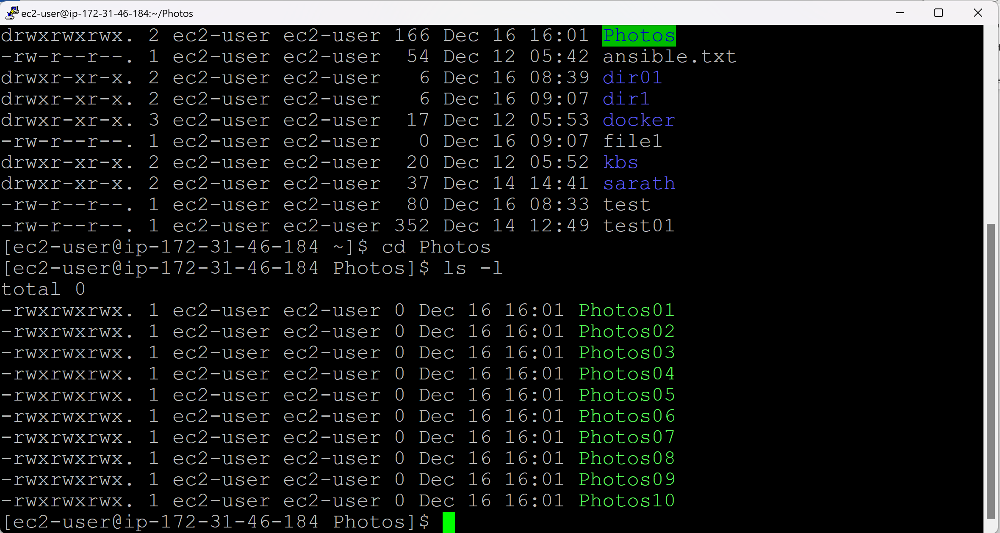 ec2-user@ip-172-31-46-184:~/Photos
drwxrwxrwx. 2 ec2-user ec2-user 166 Dec 16 16:01 Photos
-rw-r--r--. 1 ec2-user ec2-user  54 Dec 12 05:42 ansible.txt
drwxr-xr-x. 2 ec2-user ec2-user   6 Dec 16 08:39 dir01
drwxr-xr-x. 2 ec2-user ec2-user   6 Dec 16 09:07 dir1
drwxr-xr-x. 3 ec2-user ec2-user  17 Dec 12 05:53 docker
-rw-r--r--. 1 ec2-user ec2-user   0 Dec 16 09:07 file1
drwxr-xr-x. 2 ec2-user ec2-user  20 Dec 12 05:52 kbs
drwxr-xr-x. 2 ec2-user ec2-user  37 Dec 14 14:41 sarath
-rw-r--r--. 1 ec2-user ec2-user  80 Dec 16 08:33 test
-rw-r--r--. 1 ec2-user ec2-user 352 Dec 14 12:49 test01
[ec2-user@ip-172-31-46-184 ~]$ cd Photos
[ec2-user@ip-172-31-46-184 Photos]$ ls -l
total 0
-rwxrwxrwx. 1 ec2-user ec2-user 0 Dec 16 16:01 Photos01
-rwxrwxrwx. 1 ec2-user ec2-user 0 Dec 16 16:01 Photos02
-rwxrwxrwx. 1 ec2-user ec2-user 0 Dec 16 16:01 Photos03
-rwxrwxrwx. 1 ec2-user ec2-user 0 Dec 16 16:01 Photos04
-rwxrwxrwx. 1 ec2-user ec2-user 0 Dec 16 16:01 Photos05
-rwxrwxrwx. 1 ec2-user ec2-user 0 Dec 16 16:01 Photos06
-rwxrwxrwx. 1 ec2-user ec2-user 0 Dec 16 16:01 Photos07
-rwxrwxrwx. 1 ec2-user ec2-user 0 Dec 16 16:01 Photos08
-rwxrwxrwx. 1 ec2-user ec2-user 0 Dec 16 16:01 Photos09
-rwxrwxrwx. 1 ec2-user ec2-user 0 Dec 16 16:01 Photos10
[ec2-user@ip-172-31-46-184 Photos]$